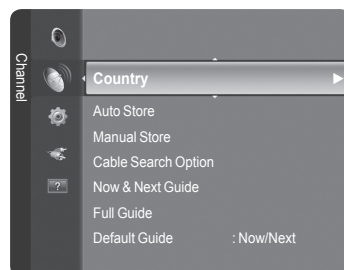 Channel
Country
Auto Store
Manual Store
Cable Search Option
Now & Next Guide
Full Guide
Default Guide : Now/Next
?